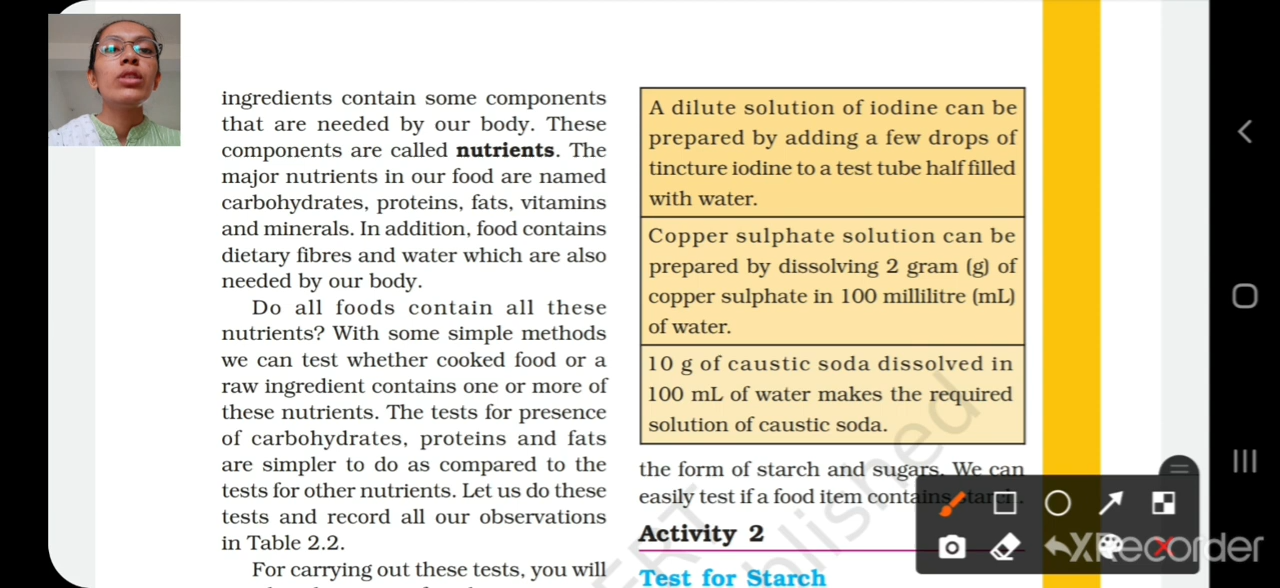 ingredients contain some components
that are needed by our body. These
components are called nutrients. The
major nutrients in our food are named
carbohydrates, proteins, fats, vitamins
and minerals. In addition, food contains
dietary fibres and water which are also
needed by our body.
Do all foods contain all these
nutrients? With some simple methods
we can test whether cooked food or a
raw ingredient contains one or more of
these nutrients. The tests for presence
of carbohydrates, proteins and fats
are simpler to do as compared to the
tests for other nutrients. Let us do these
tests and record all our observations
in Table 2.2.
For carrying out these tests, you will
A dilute solution of iodine can be
prepared by adding a few drops of
tincture iodine to a test tube half filled
with water.
Copper sulphate solution can be
prepared by dissolving 2 gram (g) of
copper sulphate in 100 millilitre (mL)
of water.
10 g of caustic soda dissolved in
100 mL of water makes the required
solution of caustic soda.
the form of starch and sugars. We can
easily test if a food item contains starch.
Activity 2
Test for Starch
XRecorder